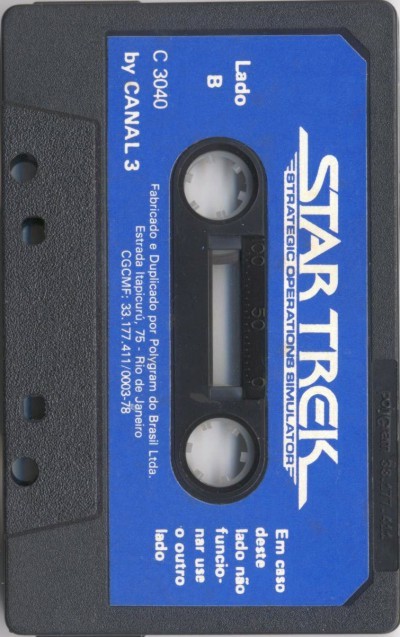 STAR TREK
STRATEGIC OPERATIONS SIMULATOR
Lado
B
Em caso
deste
lado não
funcio-
nar use
o outro
lado
100 50 0
C 3040
by CANAL 3
Fabricado e Duplicado por Polygram do Brasil Ltda.
Estrada Itapicurú, 75 - Rio de Janeiro
CGCMF: 33.177.411/0003-78